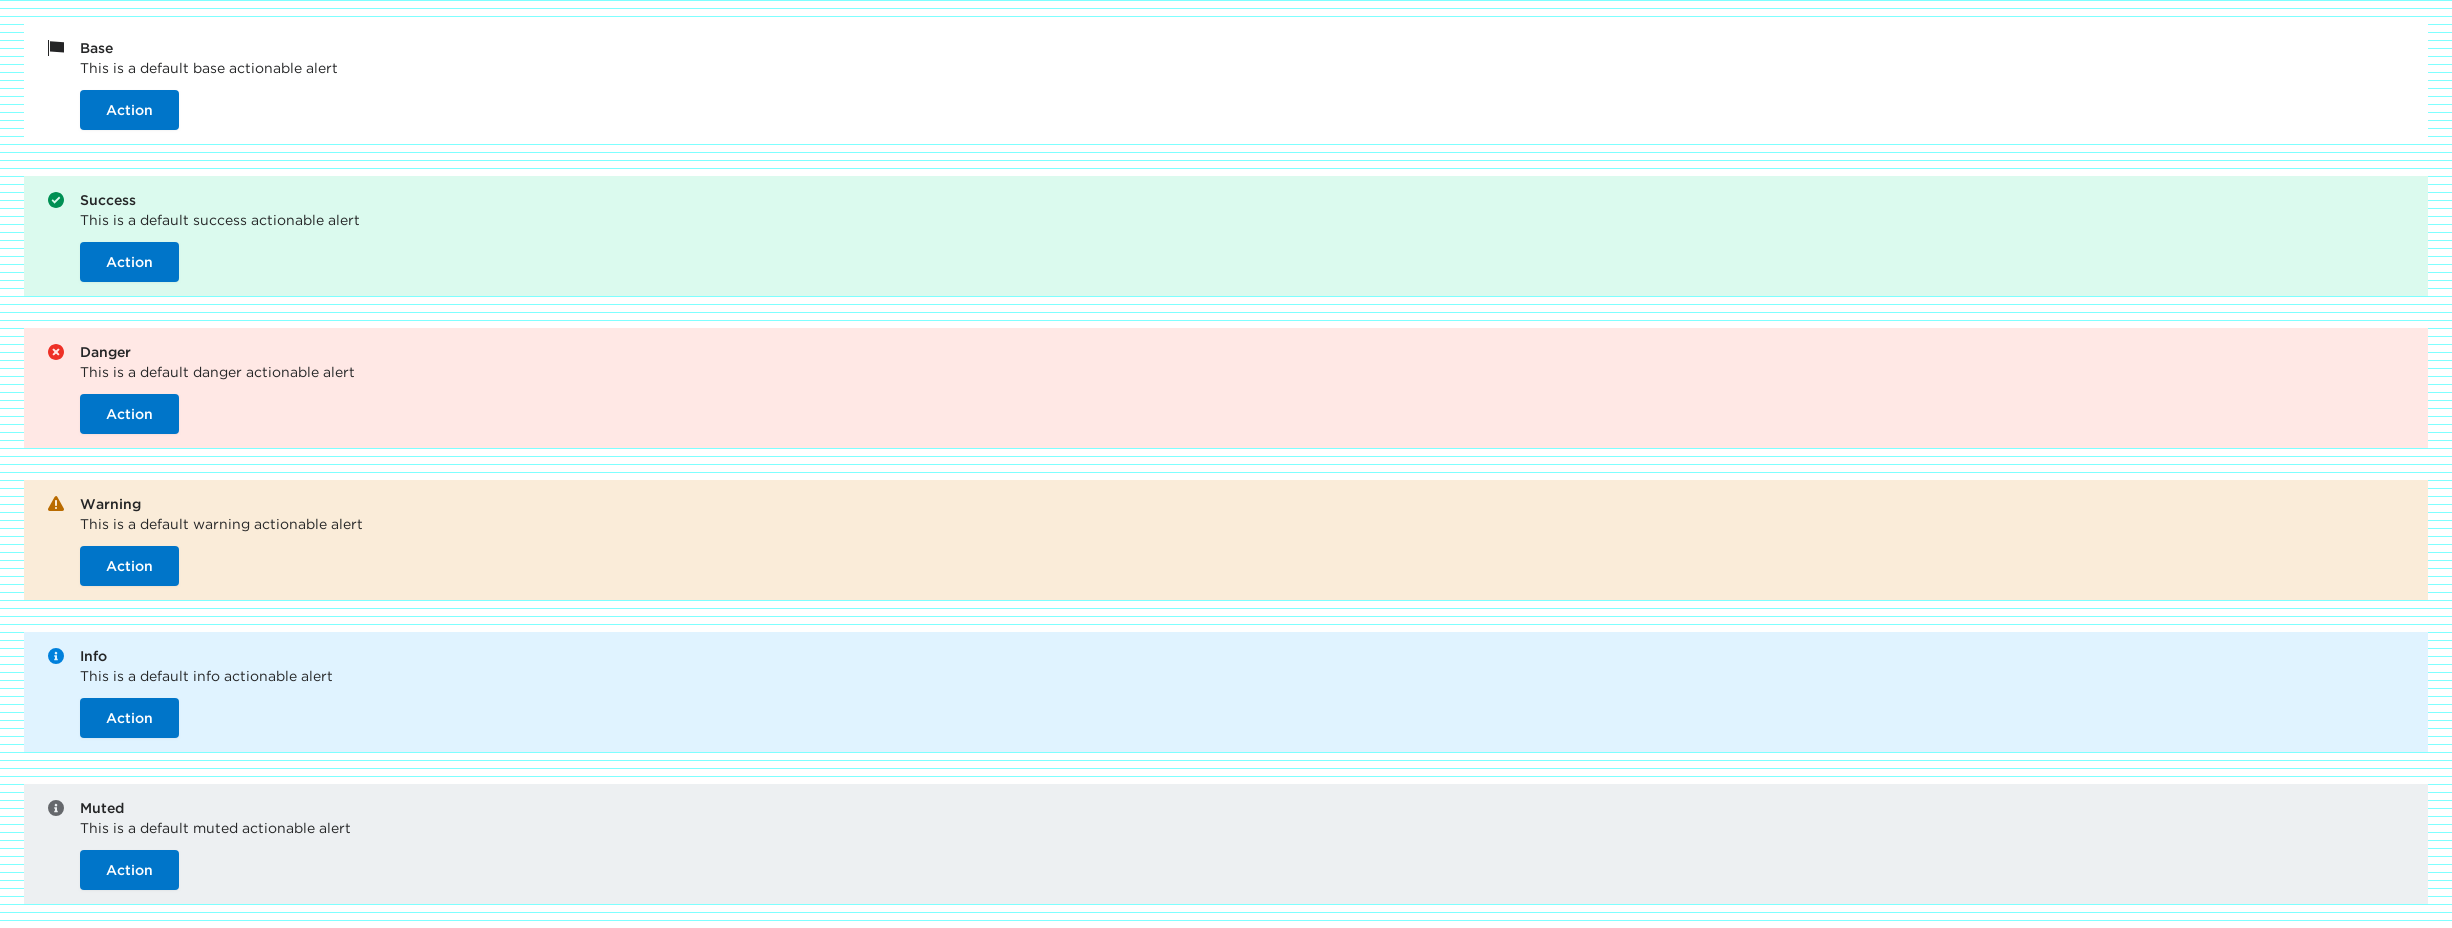 Base
This is a default base actionable alert
Action
Success
This is a default success actionable alert
Action
Danger
This is a default danger actionable alert
Action
Warning
This is a default warning actionable alert
Action
Info
This is a default info actionable alert
Action
Muted
This is a default muted actionable alert
Action